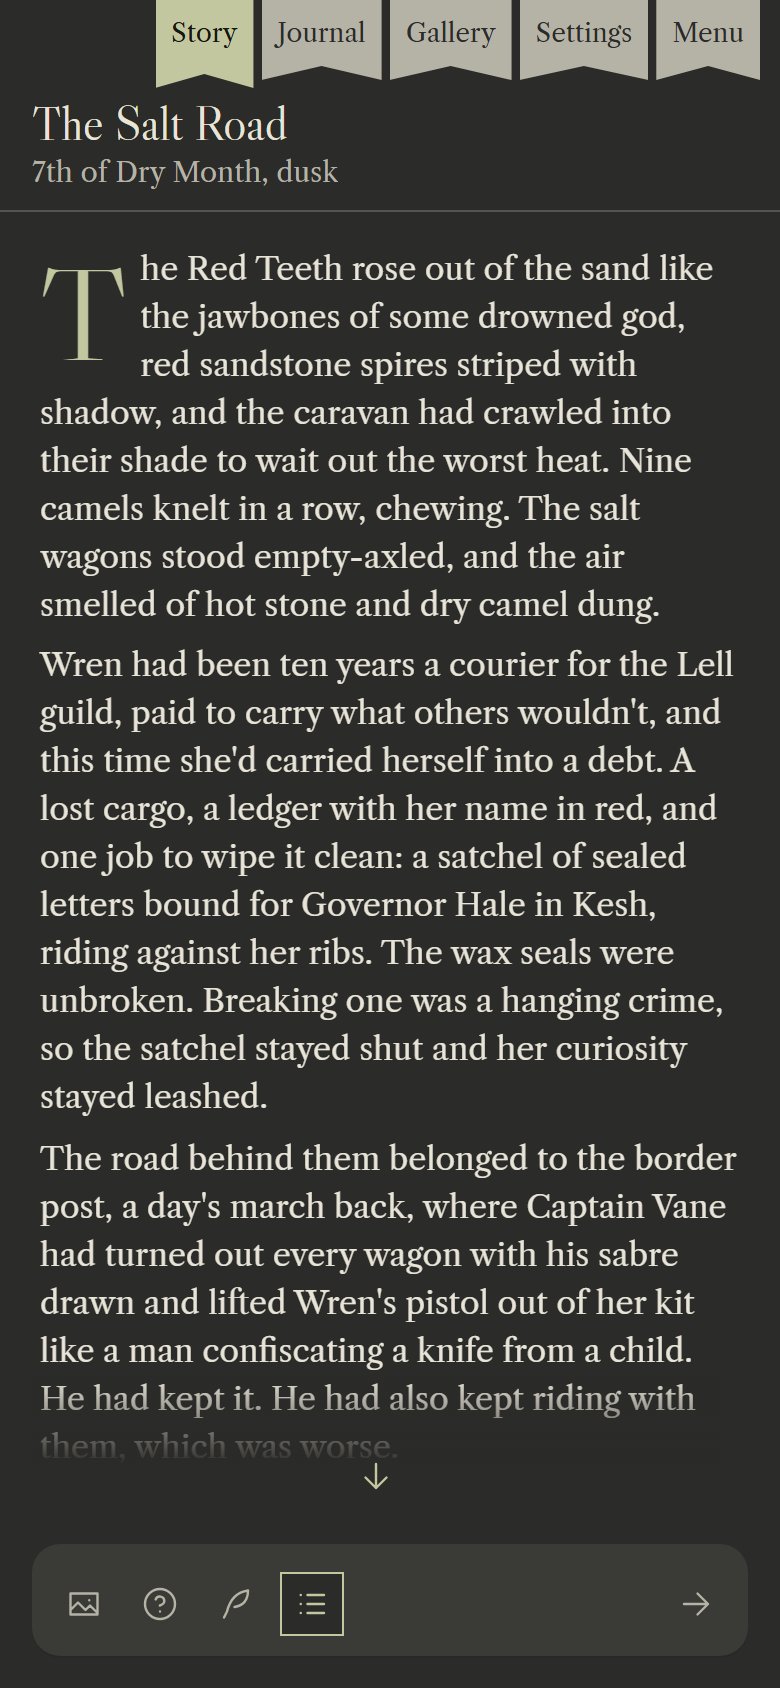 Story Journal Gallery Settings Menu
The Salt Road
7th of Dry Month, dusk
The Red Teeth rose out of the sand like
the jawbones of some drowned god,
red sandstone spires striped with
shadow, and the caravan had crawled into
their shade to wait out the worst heat. Nine
camels knelt in a row, chewing. The salt
wagons stood empty-axled, and the air
smelled of hot stone and dry camel dung.
Wren had been ten years a courier for the Lell
guild, paid to carry what others wouldn't, and
this time she'd carried herself into a debt. A
lost cargo, a ledger with her name in red, and
one job to wipe it clean: a satchel of sealed
letters bound for Governor Hale in Kesh,
riding against her ribs. The wax seals were
unbroken. Breaking one was a hanging crime,
so the satchel stayed shut and her curiosity
stayed leashed.
The road behind them belonged to the border
post, a day's march back, where Captain Vane
had turned out every wagon with his sabre
drawn and lifted Wren's pistol out of her kit
like a man confiscating a knife from a child.
He had kept it. He had also kept riding with
them, which was worse.